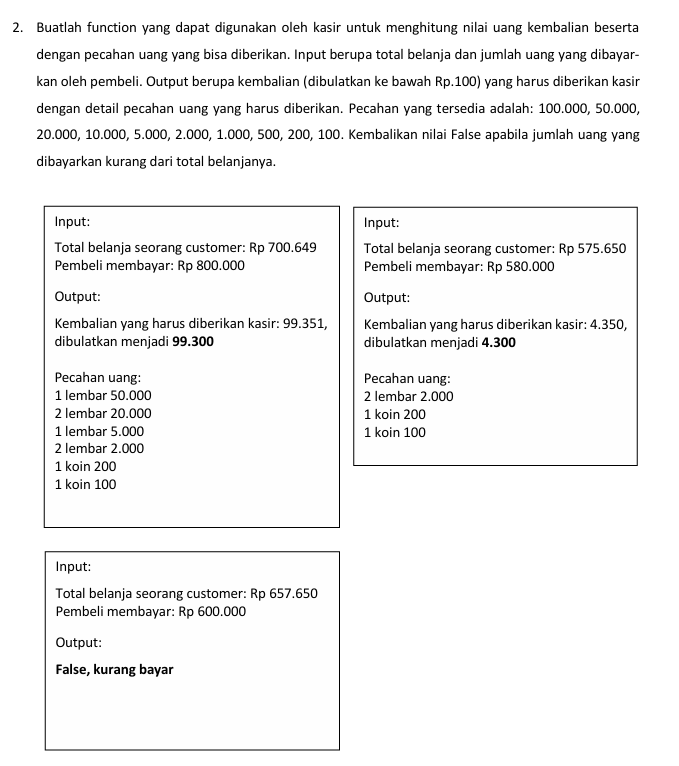 2. Buatlah function yang dapat digunakan oleh kasir untuk menghitung nilai uang kembalian beserta
dengan pecahan uang yang bisa diberikan. Input berupa total belanja dan jumlah uang yang dibayar-
kan oleh pembeli. Output berupa kembalian (dibulatkan ke bawah Rp.100) yang harus diberikan kasir
dengan detail pecahan uang yang harus diberikan. Pecahan yang tersedia adalah: 100.000, 50.000,
20.000, 10.000, 5.000, 2.000, 1.000, 500, 200, 100. Kembalikan nilai False apabila jumlah uang yang
dibayarkan kurang dari total belanjanya.
Input:
Total belanja seorang customer: Rp 700.649
Pembeli membayar: Rp 800.000
Output:
Kembalian yang harus diberikan kasir: 99.351,
dibulatkan menjadi 99.300
Pecahan uang:
1 lembar 50.000
2 lembar 20.000
1 lembar 5.000
2 lembar 2.000
1 koin 200
1 koin 100
Input:
Total belanja seorang customer: Rp 575.650
Pembeli membayar: Rp 580.000
Output:
Kembalian yang harus diberikan kasir: 4.350,
dibulatkan menjadi 4.300
Pecahan uang:
2 lembar 2.000
1 koin 200
1 koin 100
Input:
Total belanja seorang customer: Rp 657.650
Pembeli membayar: Rp 600.000
Output:
False, kurang bayar